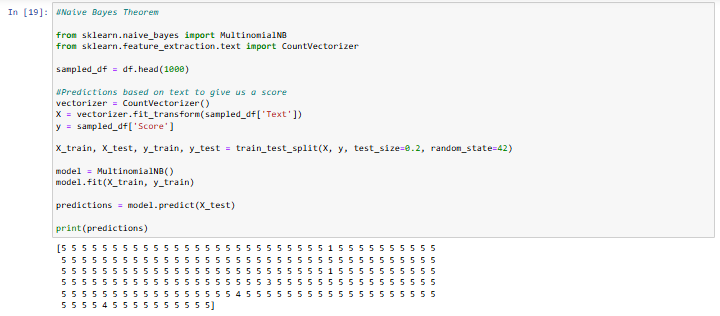 In [19]: #Naive Bayes Theorem
from sklearn.naive_bayes import MultinomialNB
from sklearn.feature_extraction.text import CountVectorizer
sampled_df = df.head(1000)
#Predictions based on text to give us a score
vectorizer = CountVectorizer()
X = vectorizer.fit_transform(sampled_df['Text'])
y = sampled_df['Score']
X_train, X_test, y_train, y_test = train_test_split(X, y, test_size=0.2, random_state=42)
model = MultinomialNB()
model.fit(X_train, y_train)
predictions = model.predict(X_test)
print(predictions)
[5 5 5 5 5 5 5 5 5 5 5 5 5 5 5 5 5 5 5 5 5 5 5 5 5 5 1 5 5 5 5 5 5 5 5 5 5
5 5 5 5 5 5 5 5 5 5 5 5 5 5 5 5 5 5 5 5 5 5 5 5 5 5 5 5 5 5 5 5 5 5 5 5 5
5 5 5 5 5 5 5 5 5 5 5 5 5 5 5 5 5 5 5 5 5 5 5 5 5 5 1 5 5 5 5 5 5 5 5 5 5
5 5 5 5 5 5 5 5 5 5 5 5 5 5 5 5 5 5 5 5 3 5 5 5 5 5 5 5 5 5 5 5 5 5 5 5 5
5 5 5 5 5 5 5 5 5 5 5 5 5 5 5 5 5 4 5 5 5 5 5 5 5 5 5 5 5 5 5 5 5 5 5 5 5
5 5 5 5 4 5 5 5 5 5 5 5 5 5 5]